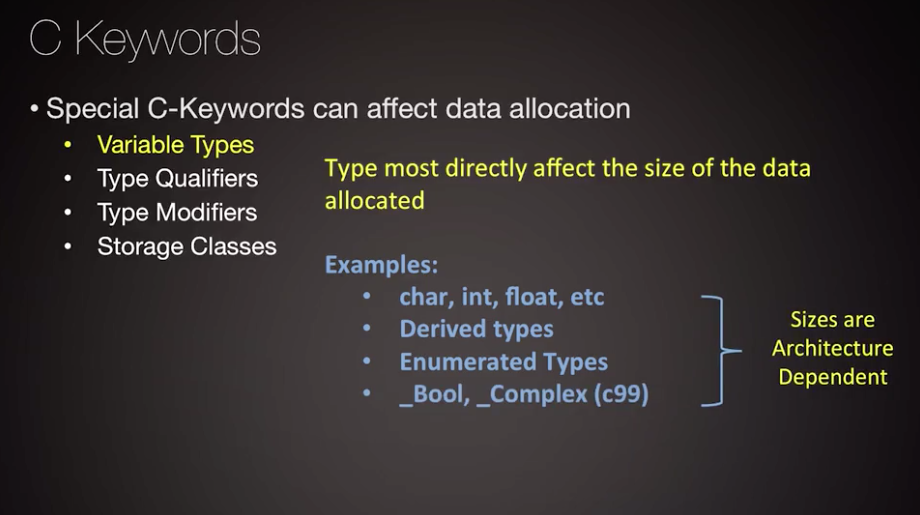 C Keywords
• Special C-Keywords can affect data allocation
• Variable Types
• Type Qualifiers
• Type Modifiers
• Storage Classes
Type most directly affect the size of the data
allocated
Examples:
• char, int, float, etc
• Derived types
• Enumerated Types
• _Bool, _Complex (c99)
Sizes are
Architecture
Dependent